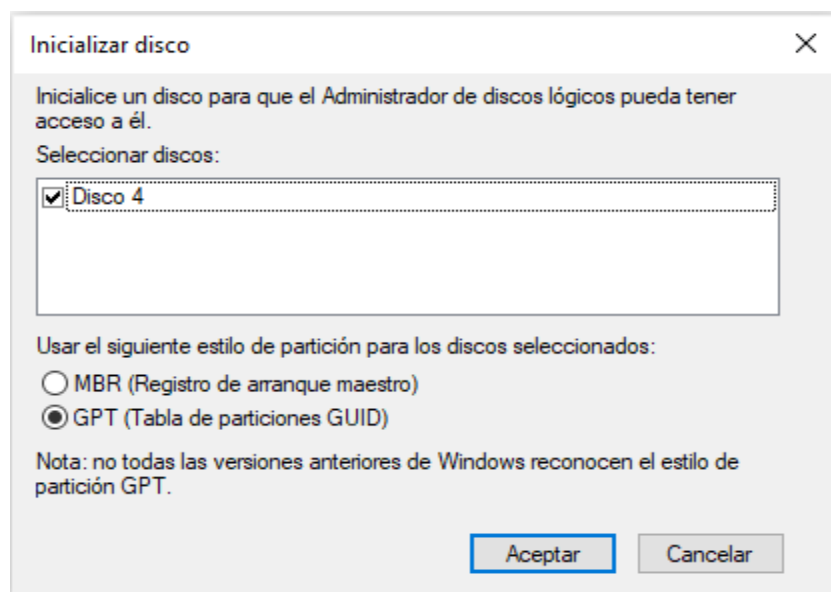 Inicializar disco
Inicialice un disco para que el Administrador de discos lógicos pueda tener
acceso a él.
Seleccionar discos:
Disco 4
Usar el siguiente estilo de partición para los discos seleccionados:
MBR (Registro de arranque maestro)
GPT (Tabla de particiones GUID)
Nota: no todas las versiones anteriores de Windows reconocen el estilo de
partición GPT.
Aceptar
Cancelar